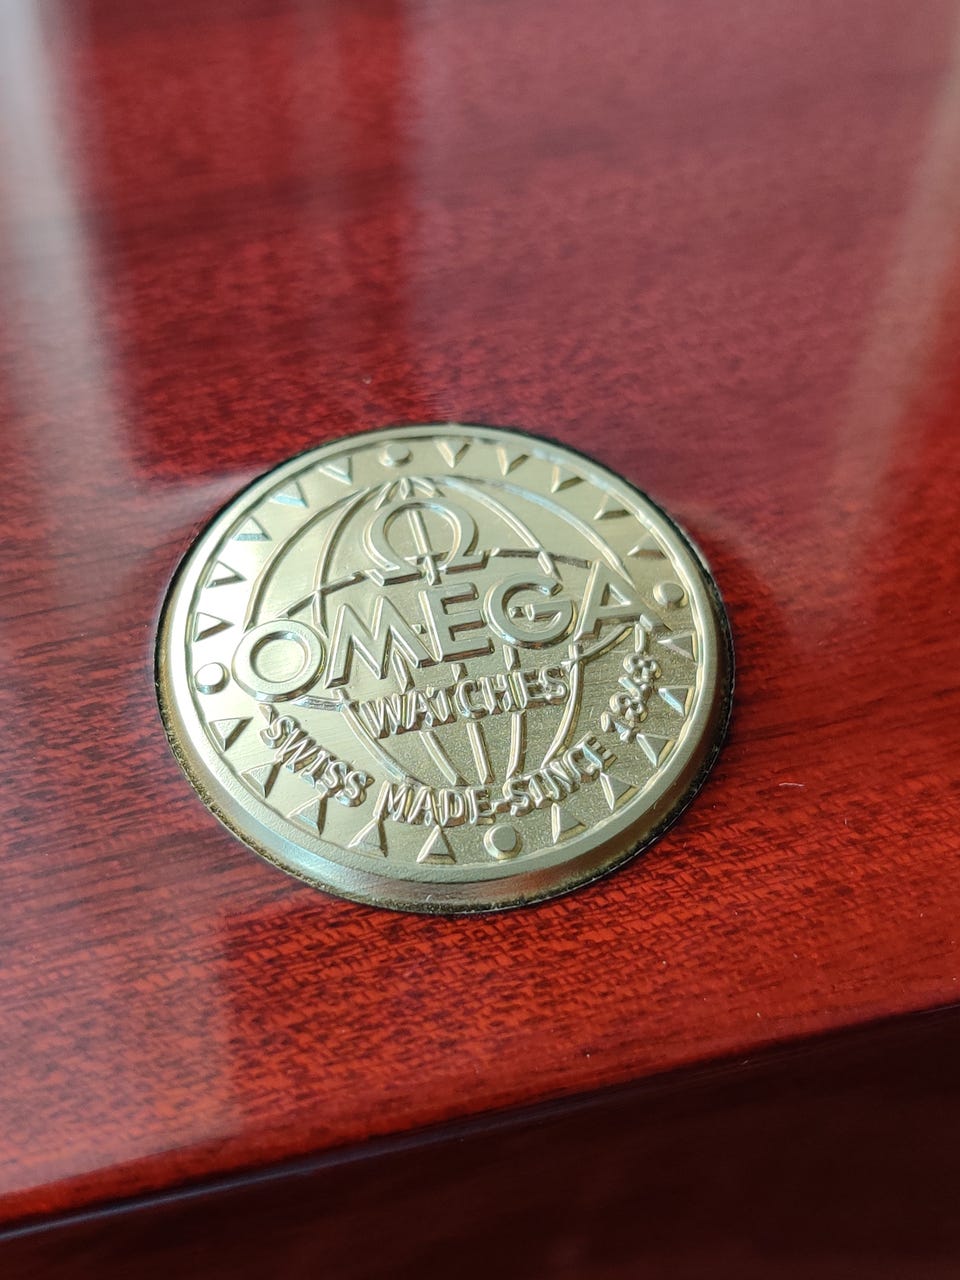 Ω
OMEGA
WATCHES
SWISS MADE-SINCE 1848